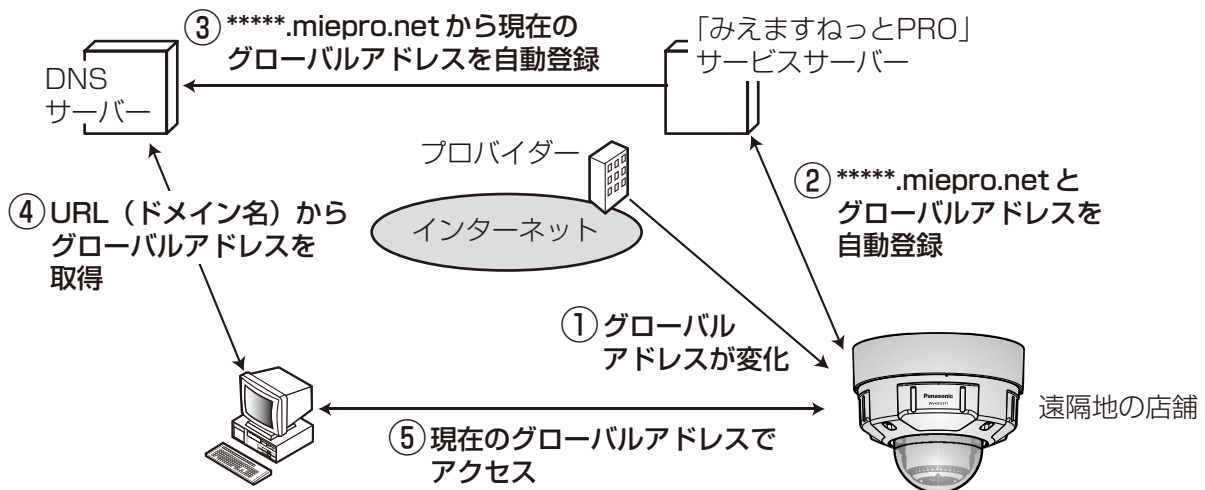 ③*****.miepro.net から現在の
グローバルアドレスを自動登録
「みえますねっとPRO」
サービスサーバー
DNS
サーバー
プロバイダー
インターネット
②*****.miepro.net と
グローバルアドレスを
自動登録
④URL（ドメイン名）から
グローバルアドレスを
取得
①グローバル
アドレスが変化
Panasonic
遠隔地の店舗
⑤現在のグローバルアドレスで
アクセス